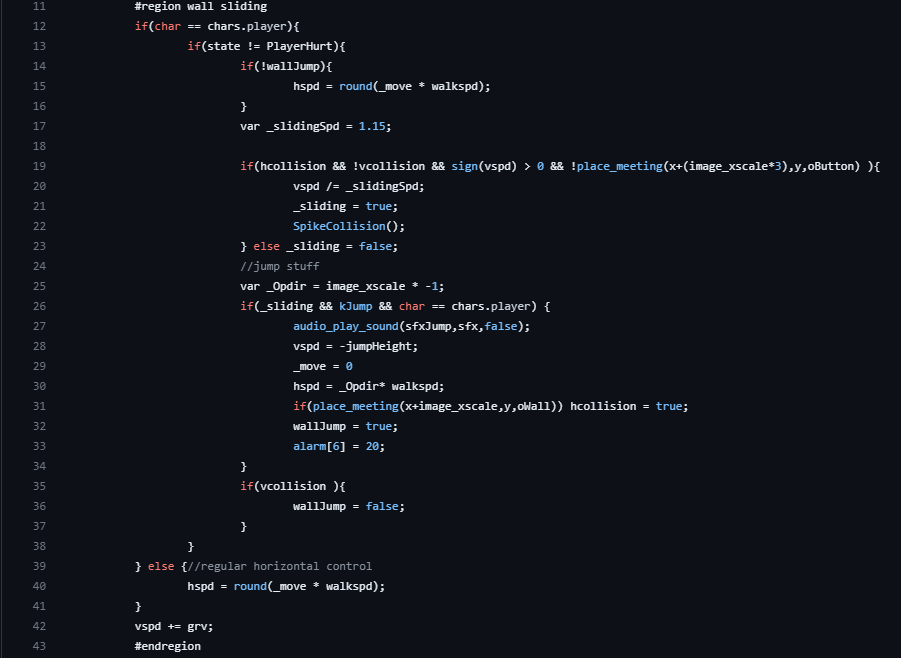 11 #region wall sliding
12 if(char == chars.player){
13 if(state != PlayerHurt){
14 if(!wallJump){
15 hspd = round(_move * walkspd);
16 }
17 var _slidingSpd = 1.15;
18
19 if(hcollision && !vcollision && sign(vspd) > 0 && !place_meeting(x+(image_xscale*3),y,oButton) ){
20 vspd /= _slidingSpd;
21 _sliding = true;
22 SpikeCollision();
23 } else _sliding = false;
24 //jump stuff
25 var _Opdir = image_xscale * -1;
26 if(_sliding && kJump && char == chars.player) {
27 audio_play_sound(sfxJump,sfx,false);
28 vspd = -jumpHeight;
29 _move = 0
30 hspd = _Opdir* walkspd;
31 if(place_meeting(x+image_xscale,y,oWall)) hcollision = true;
32 wallJump = true;
33 alarm[6] = 20;
34 }
35 if(vcollision ){
36 wallJump = false;
37 }
38 }
39 } else {//regular horizontal control
40 hspd = round(_move * walkspd);
41 }
42 vspd += grv;
43 #endregion